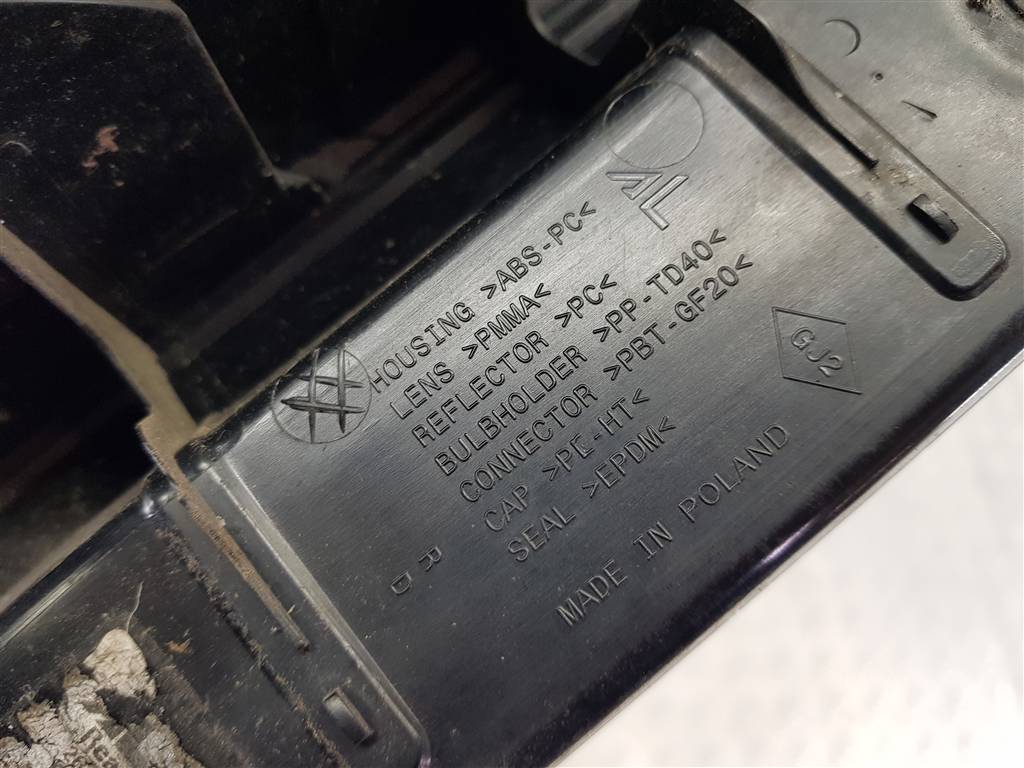 AL
HOUSING >ABS-PC<
LENS >PMMA<
REFLECTOR >PC<
BULBHOLDER >PP-TD40<
CONNECTOR >PBT-GF20<
CAP >PE-HT<
SEAL >EPDM<
MADE IN POLAND
GJ2
R D